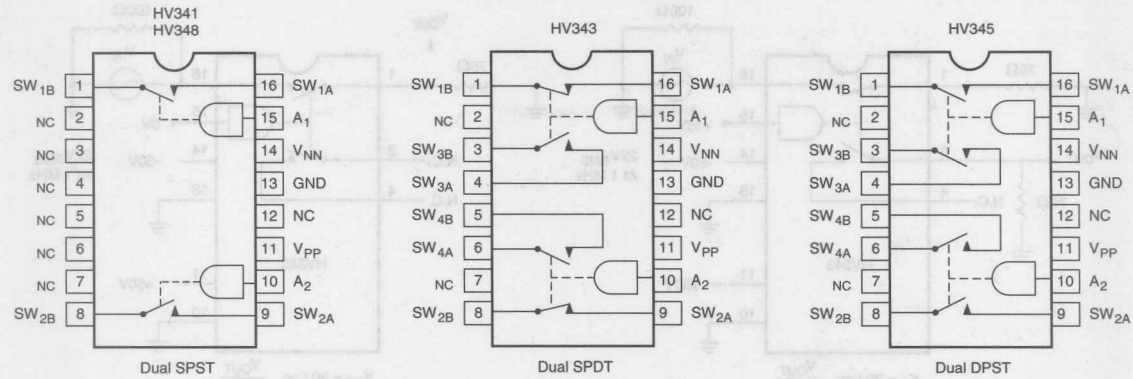 HV341
HV348
SW1B 1 16 SW1A
NC 2 15 A1
NC 3 14 VNN
NC 4 13 GND
NC 5 12 NC
NC 6 11 VPP
NC 7 10 A2
SW2B 8 9 SW2A
Dual SPST
HV343
SW1B 1 16 SW1A
NC 2 15 A1
SW3B 3 14 VNN
SW3A 4 13 GND
SW4B 5 12 NC
SW4A 6 11 VPP
NC 7 10 A2
SW2B 8 9 SW2A
Dual SPDT
HV345
SW1B 1 16 SW1A
NC 2 15 A1
SW3B 3 14 VNN
SW3A 4 13 GND
SW4B 5 12 NC
SW4A 6 11 VPP
NC 7 10 A2
SW2B 8 9 SW2A
Dual DPST